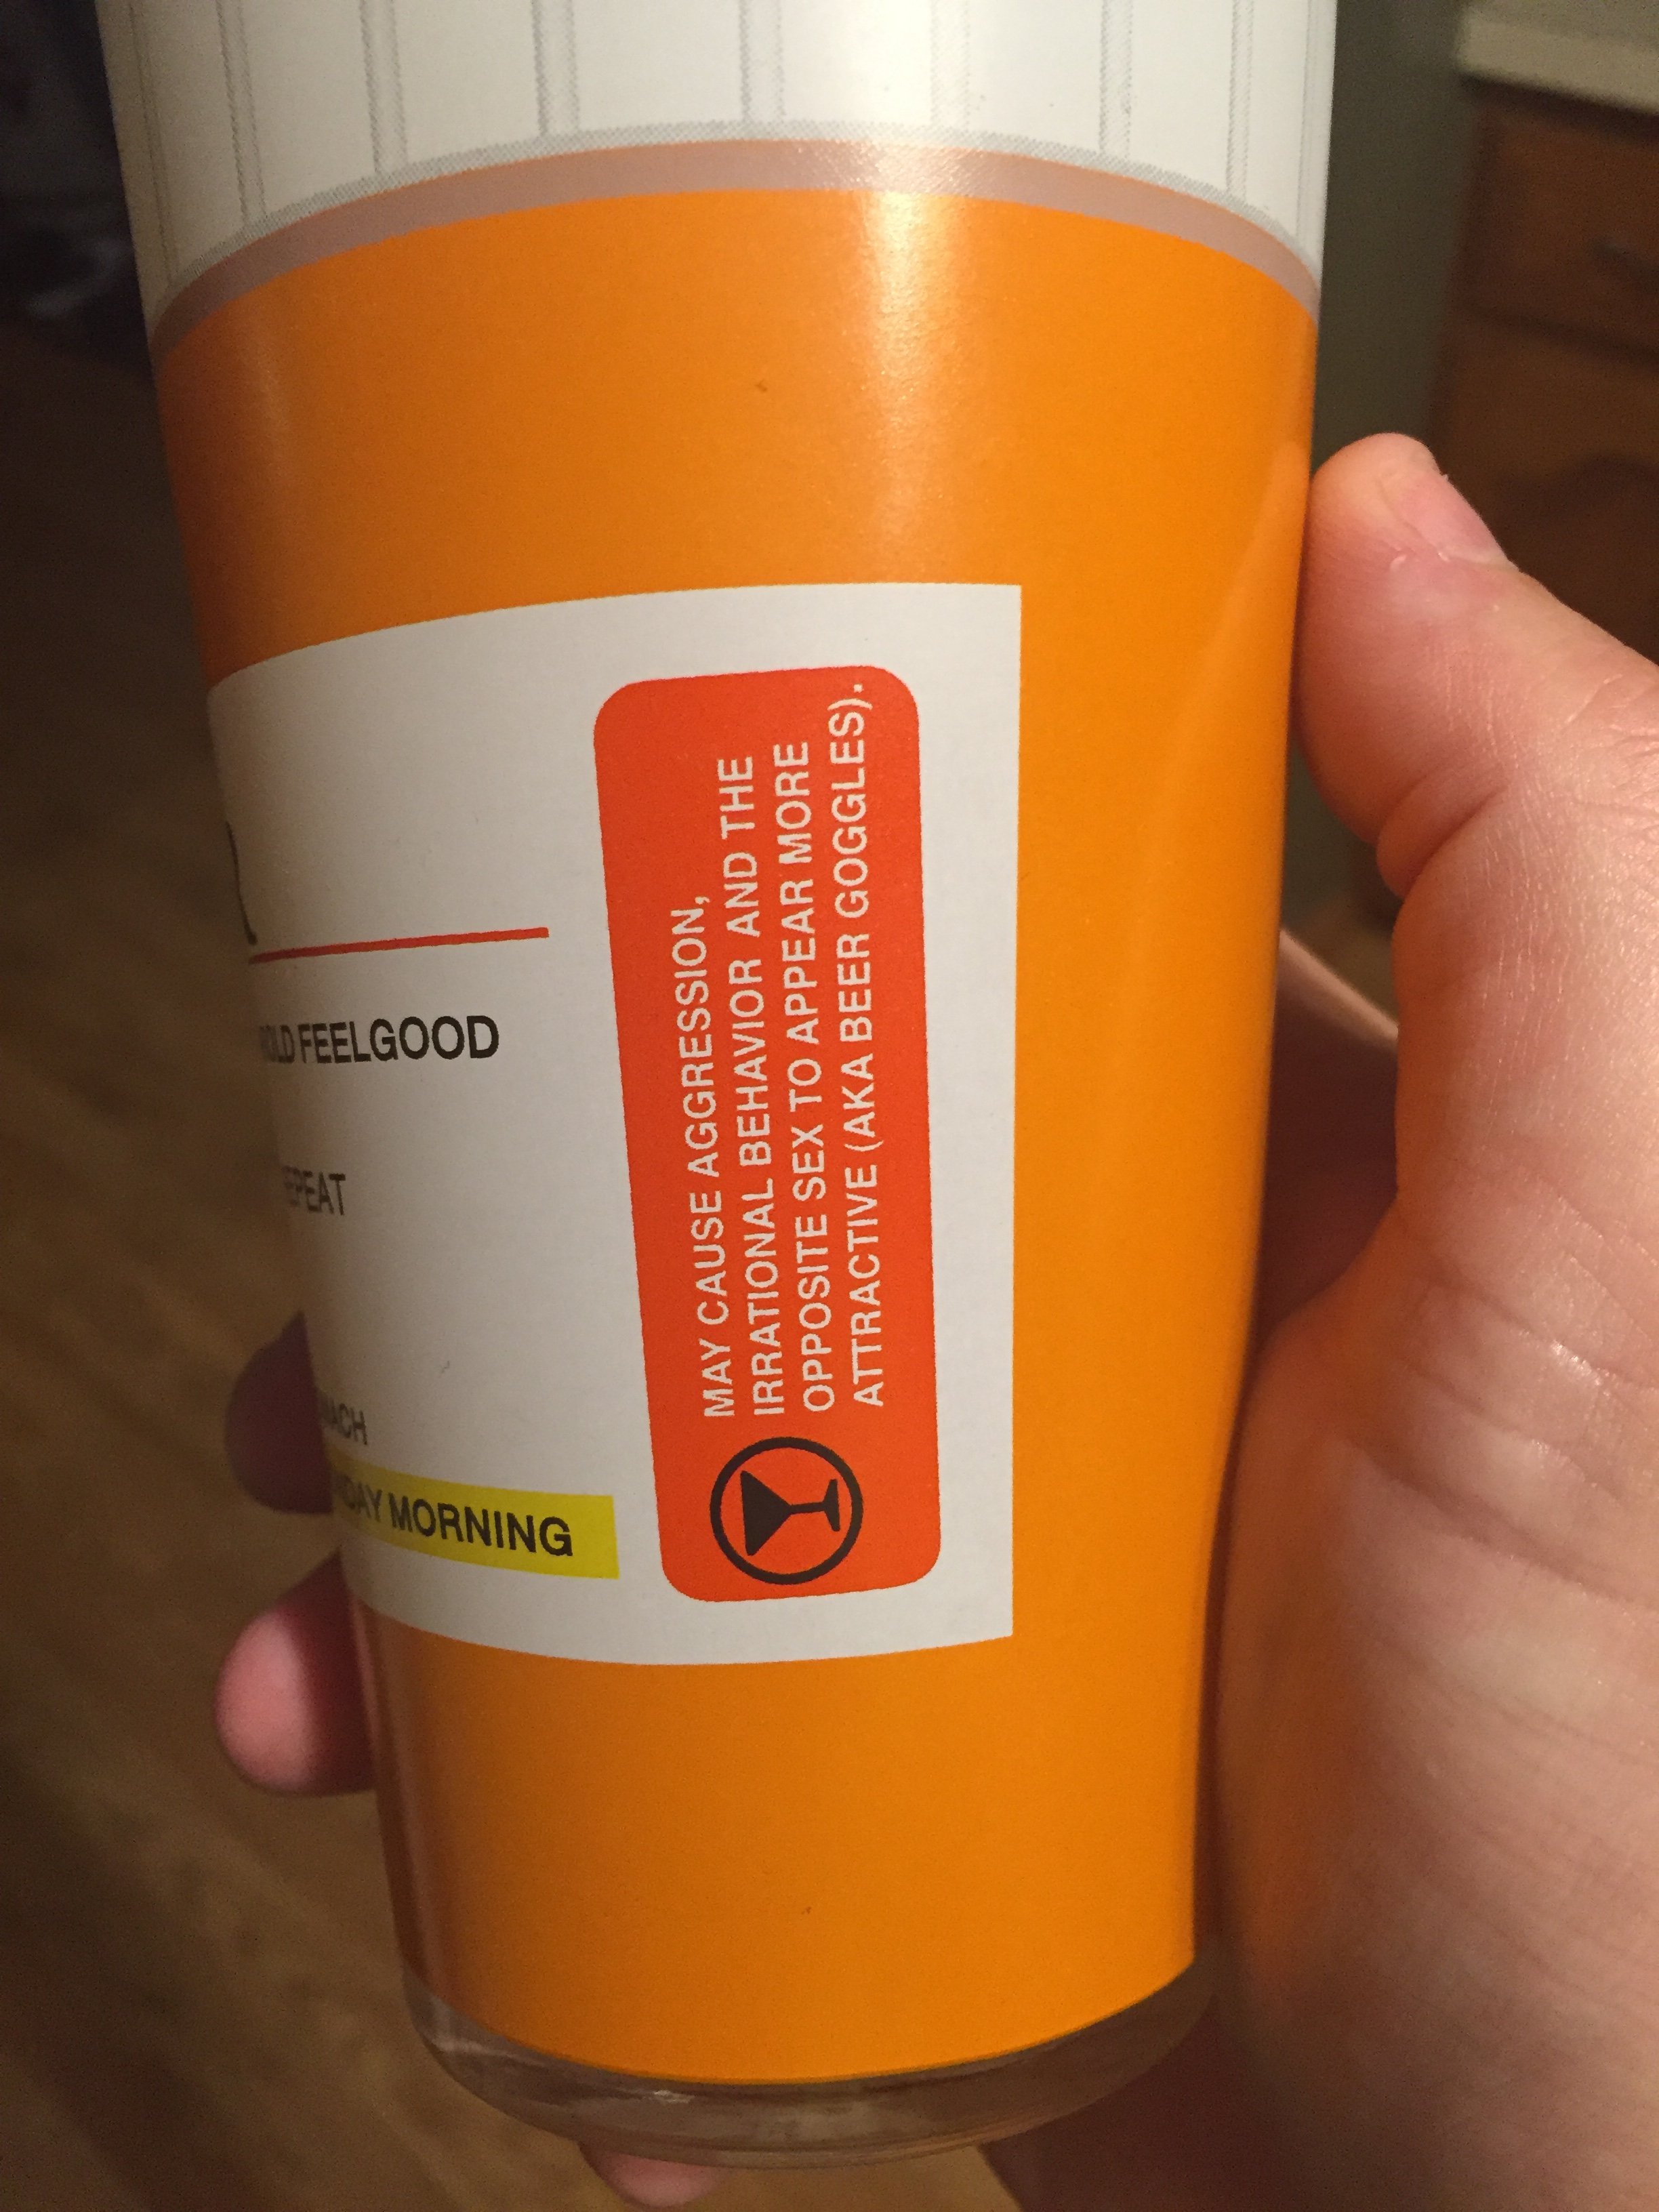 FEELGOOD
MORNING
MAY CAUSE AGGRESSION,
IRRATIONAL BEHAVIOR AND THE
OPPOSITE SEX TO APPEAR MORE
ATTRACTIVE (AKA BEER GOGGLES).